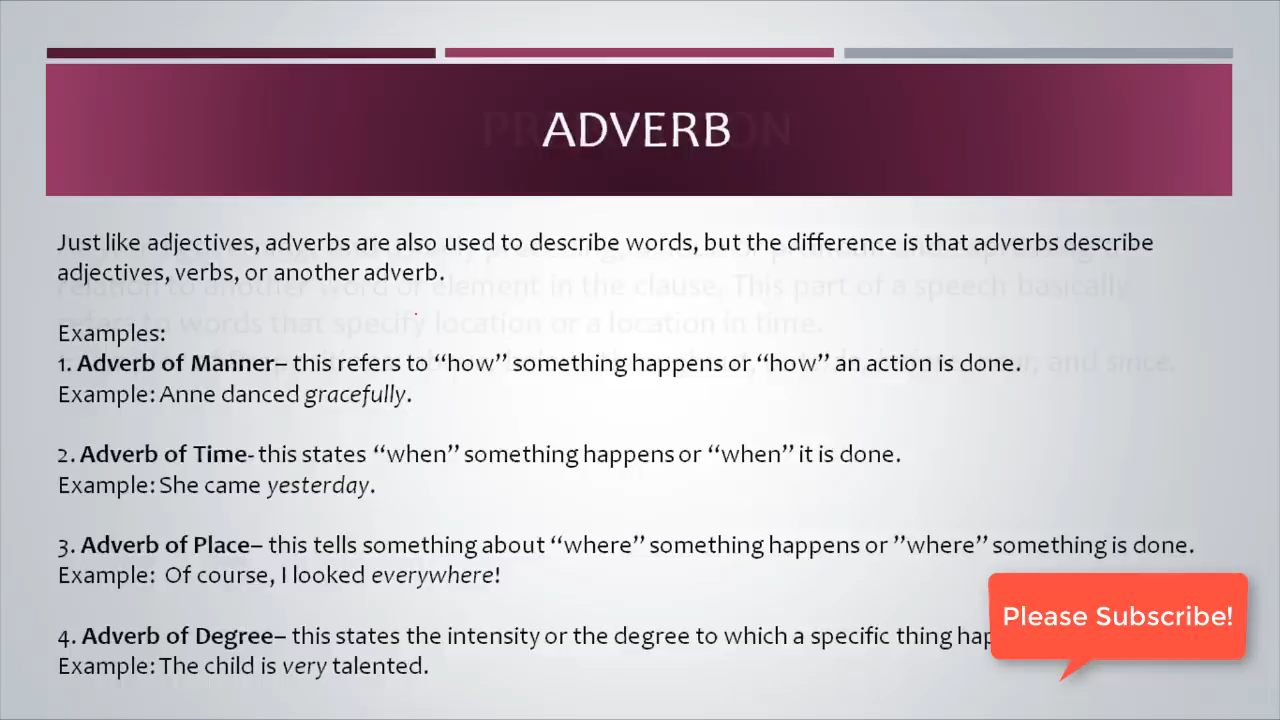 ADVERB
Just like adjectives, adverbs are also used to describe words, but the difference is that adverbs describe
adjectives, verbs, or another adverb.
Examples:
1. Adverb of Manner– this refers to “how” something happens or “how” an action is done.
Example: Anne danced gracefully.
2. Adverb of Time- this states “when” something happens or “when” it is done.
Example: She came yesterday.
3. Adverb of Place– this tells something about “where” something happens or ”where” something is done.
Example: Of course, I looked everywhere!
4. Adverb of Degree– this states the intensity or the degree to which a specific thing
Example: The child is very talented.
Please Subscribe!